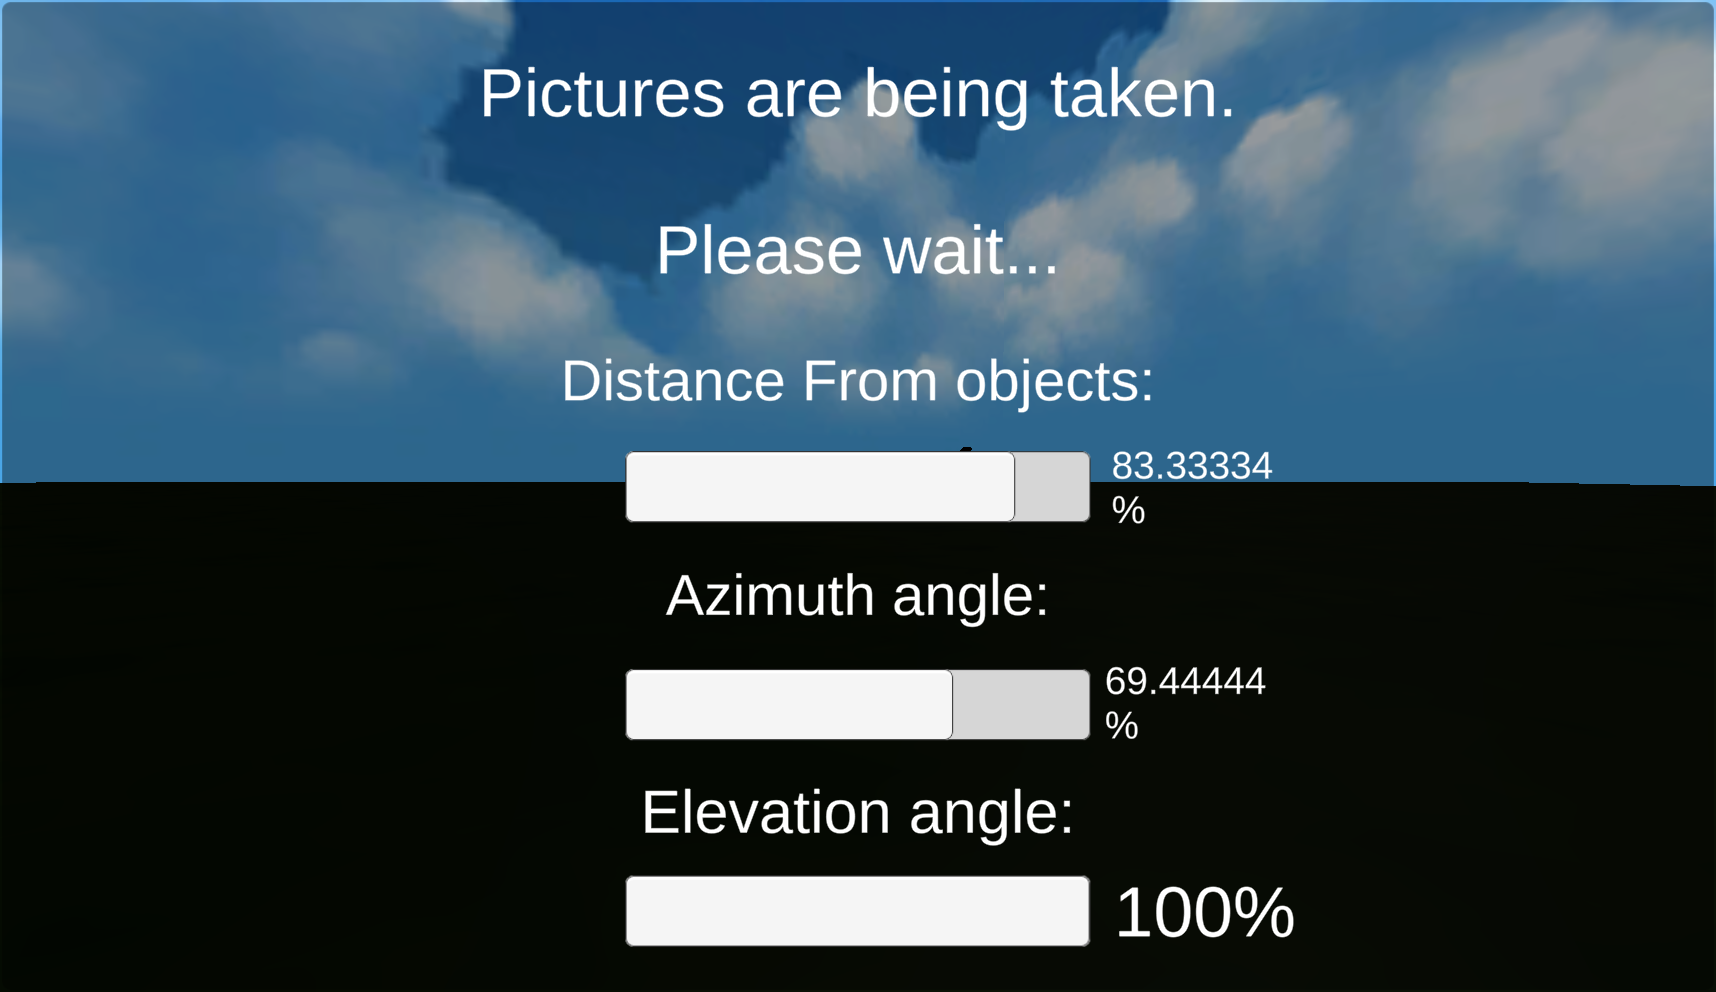 Pictures are being taken.
Please wait...
Distance From objects:
83.33334
%
Azimuth angle:
69.44444
%
Elevation angle:
100%